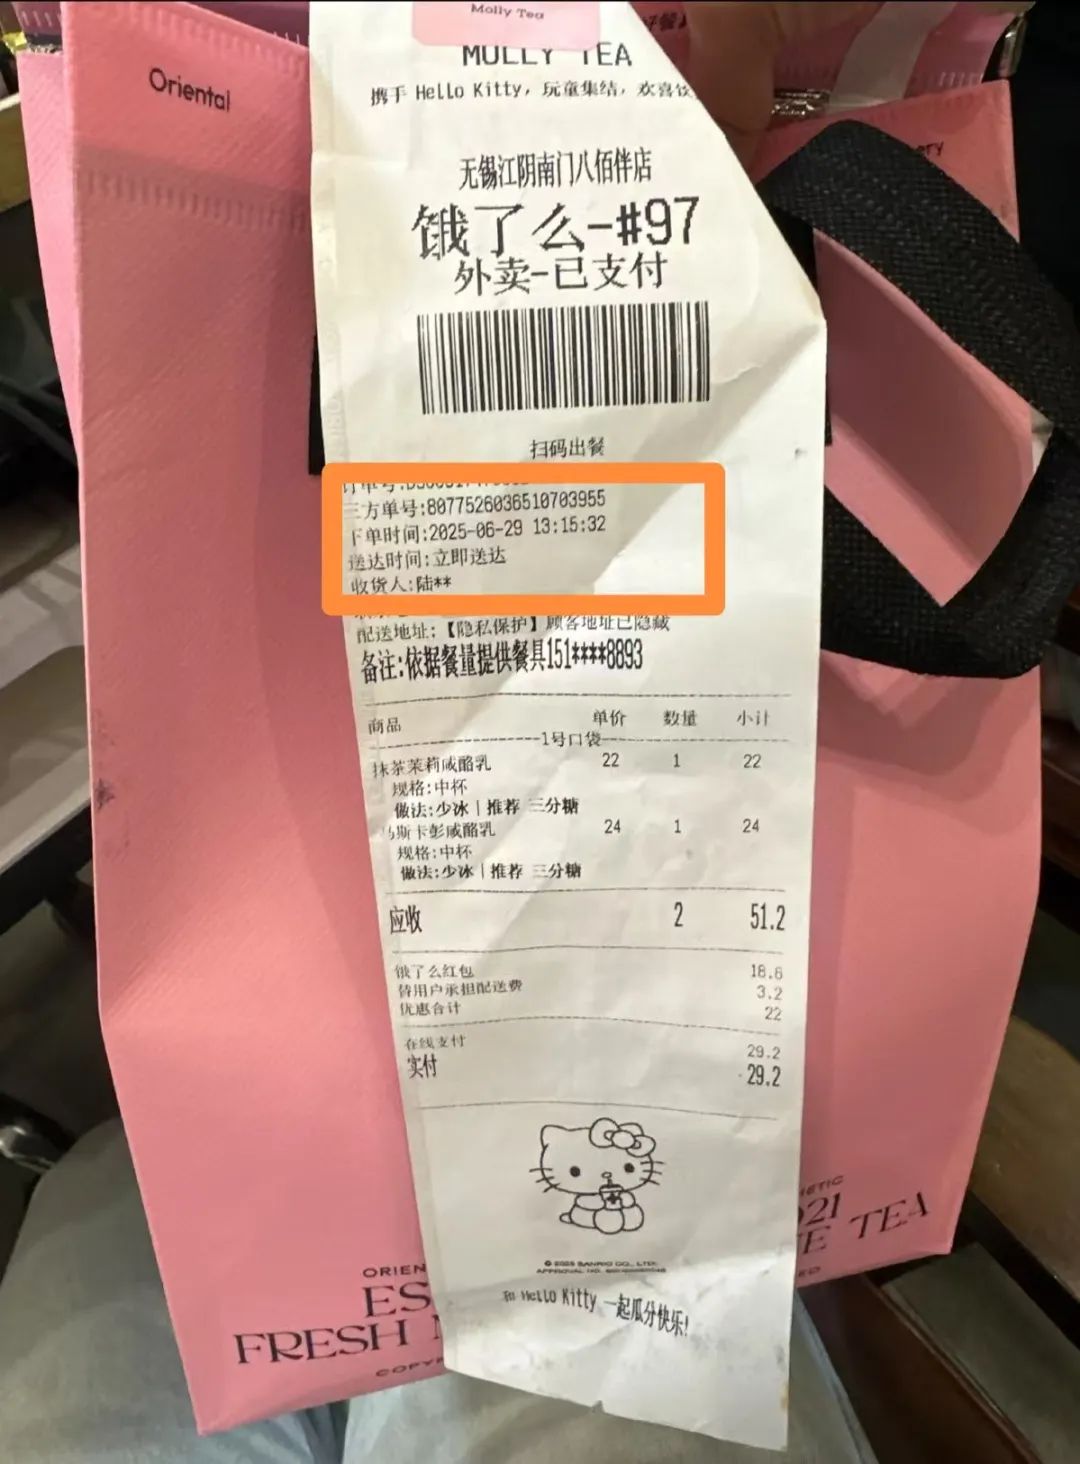 Molly Tea
MOLLY TEA
Oriental
携手 Hello Kitty，玩童集结，欢喜饮
无锡江阴南门八佰伴店
饿了么-#97
外卖-已支付
扫码出餐
三方单号:8077526036510703955
下单时间:2025-06-29 13:15:32
送达时间:立即送达
收货人:陆**
配送地址:【隐私保护】顾客地址已隐藏
备注:依据餐量提供餐具151****8893
商品 单价 数量 小计
1号口袋
抹茶茉莉咸酪乳 22 1 22
规格:中杯
做法:少冰|推荐 三分糖
马斯卡彭咸酪乳 24 1 24
规格:中杯
做法:少冰|推荐 三分糖
应收 2 51.2
饿了么红包 18.8
替用户承担配送费 3.2
优惠合计 22
在线支付 29.2
实付 29.2
© 2025 SANRIO CO., LTD.
APPROVAL NO.
和 Hello Kitty 一起瓜分快乐!
ORIEN
ES
FRESH
TEA